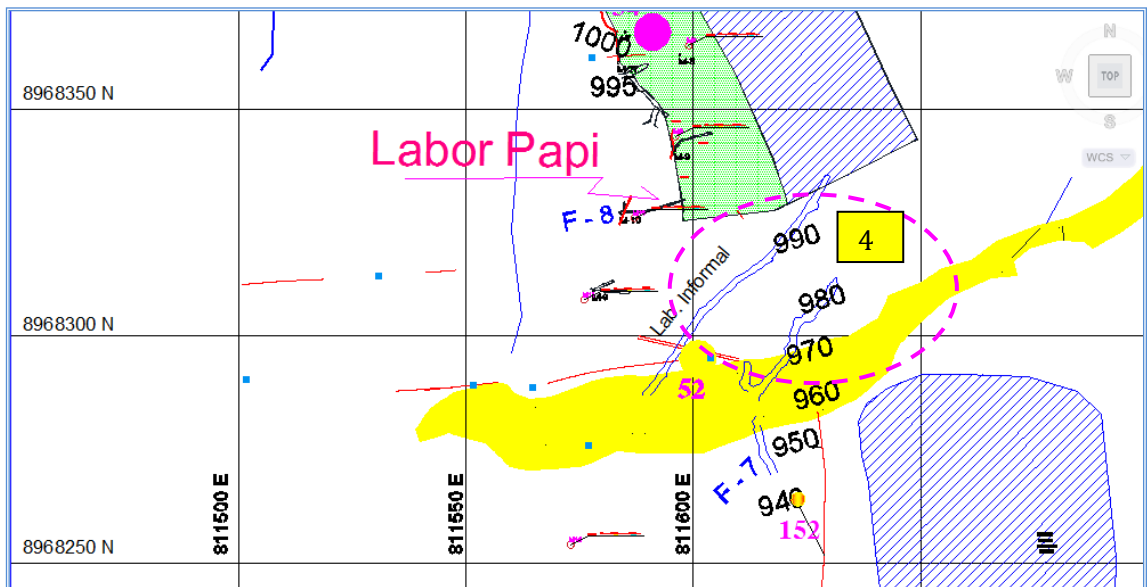 1000
N
W
TOP
S
WCS
995
8968350 N
Labor Papi
F - 8
990
4
Lab. Informal
980
8968300 N
970
52
960
950
F - 7
940
152
811500 E
811550 E
811600 E
8968250 N